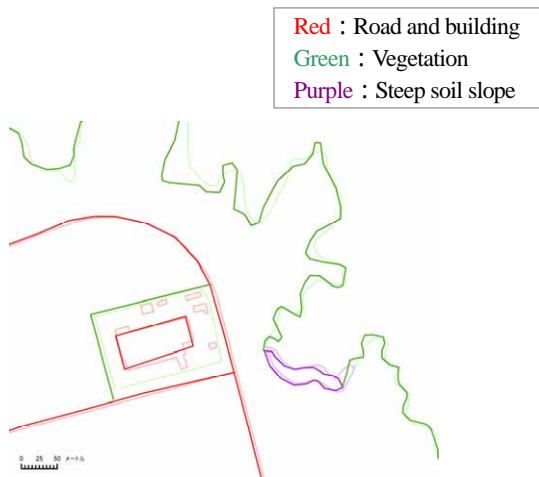 Red：Road and building
Green：Vegetation
Purple：Steep soil slope
0 25 50 メートル